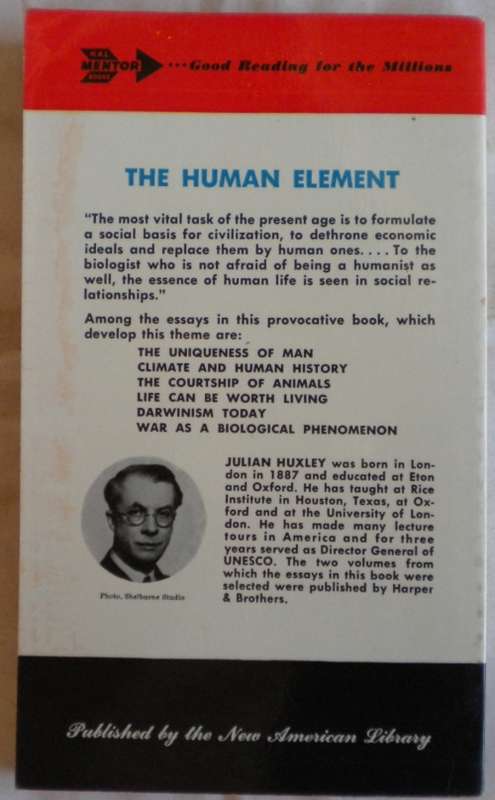 NAL
MENTOR
BOOKS
...Good Reading for the Millions
THE HUMAN ELEMENT
"The most vital task of the present age is to formulate
a social basis for civilization, to dethrone economic
ideals and replace them by human ones.... To the
biologist who is not afraid of being a humanist as
well, the essence of human life is seen in social re-
lationships."
Among the essays in this provocative book, which
develop this theme are:
THE UNIQUENESS OF MAN
CLIMATE AND HUMAN HISTORY
THE COURTSHIP OF ANIMALS
LIFE CAN BE WORTH LIVING
DARWINISM TODAY
WAR AS A BIOLOGICAL PHENOMENON
JULIAN HUXLEY was born in Lon-
don in 1887 and educated at Eton
and Oxford. He has taught at Rice
Institute in Houston, Texas, at Ox-
ford and at the University of Lon-
don. He has made many lecture
tours in America and for three
years served as Director General of
UNESCO. The two volumes from
which the essays in this book were
selected were published by Harper
& Brothers.
Photo, Shelburne Studio
Published by the New American Library